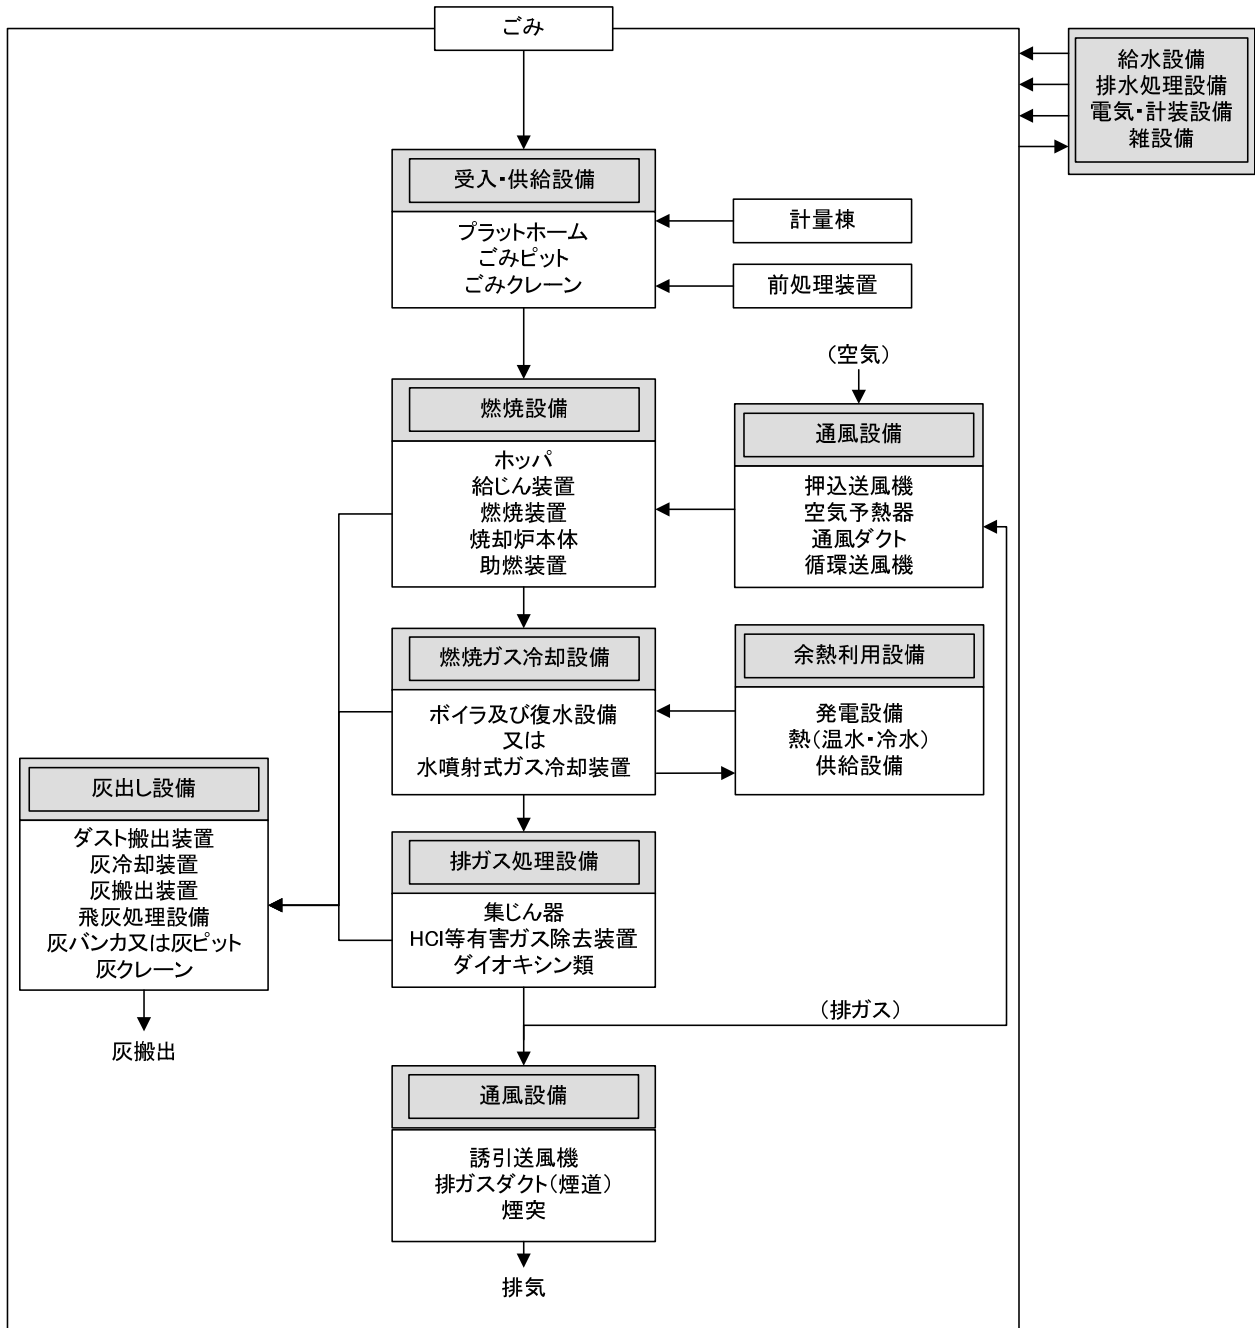 ごみ
給水設備
排水処理設備
電気・計装設備
雑設備
受入・供給設備
プラットホーム
ごみピット
ごみクレーン
計量棟
前処理装置
（空気）
燃焼設備
ホッパ
給じん装置
燃焼装置
焼却炉本体
助燃装置
通風設備
押込送風機
空気予熱器
通風ダクト
循環送風機
燃焼ガス冷却設備
ボイラ及び復水設備
又は
水噴射式ガス冷却装置
余熱利用設備
発電設備
熱（温水・冷水）
供給設備
灰出し設備
ダスト搬出装置
灰冷却装置
灰搬出装置
飛灰処理設備
灰バンカ又は灰ピット
灰クレーン
灰搬出
排ガス処理設備
集じん器
HCl等有害ガス除去装置
ダイオキシン類
（排ガス）
通風設備
誘引送風機
排ガスダクト（煙道）
煙突
排気